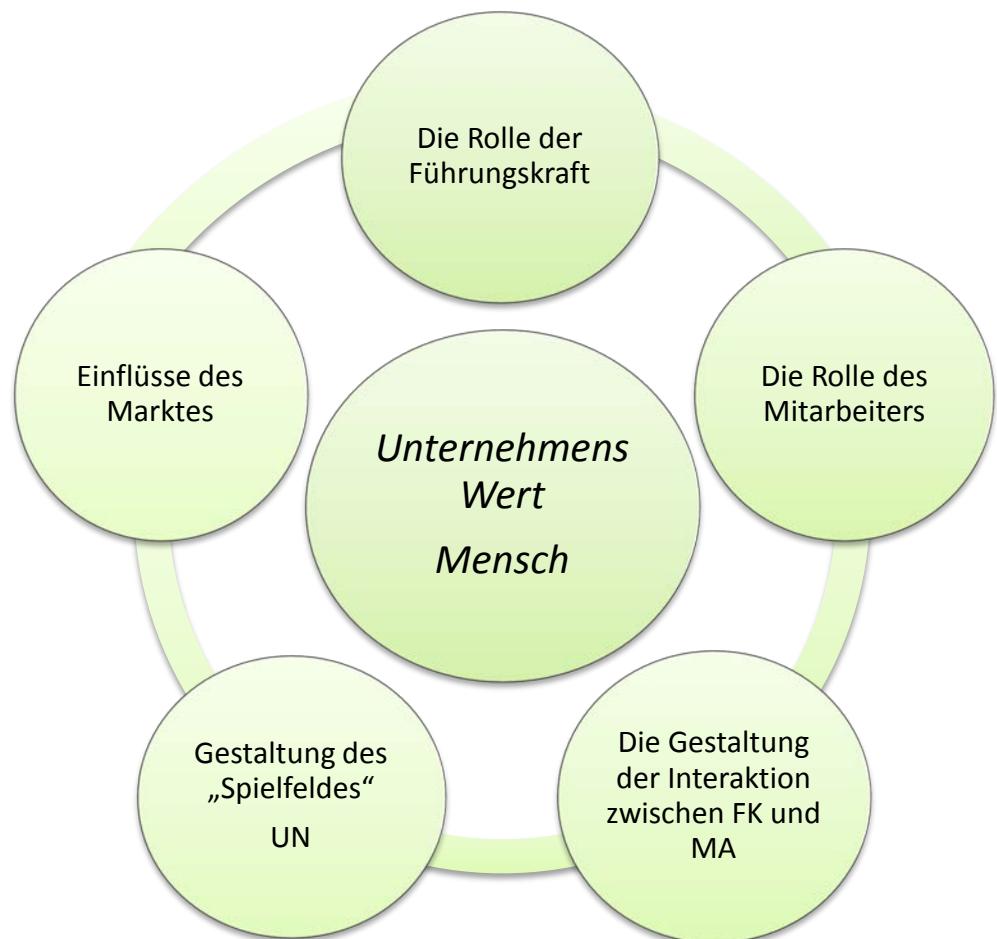 Die Rolle der
Führungskraft
Einflüsse des
Marktes
Die Rolle des
Mitarbeiters
Unternehmens
Wert
Mensch
Gestaltung des
„Spielfeldes“
UN
Die Gestaltung
der Interaktion
zwischen FK und
MA